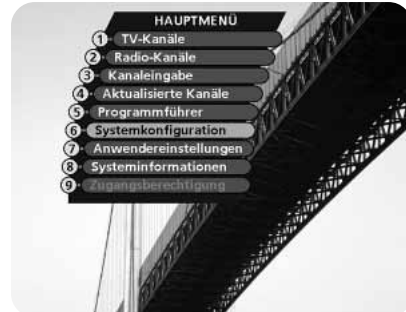 HAUPTMENÜ
1 TV-Kanäle
2 Radio-Kanäle
3 Kanaleingabe
4 Aktualisierte Kanäle
5 Programmführer
6 Systemkonfiguration
7 Anwendereinstellungen
8 Systeminformationen
9 Zugangsberechtigung